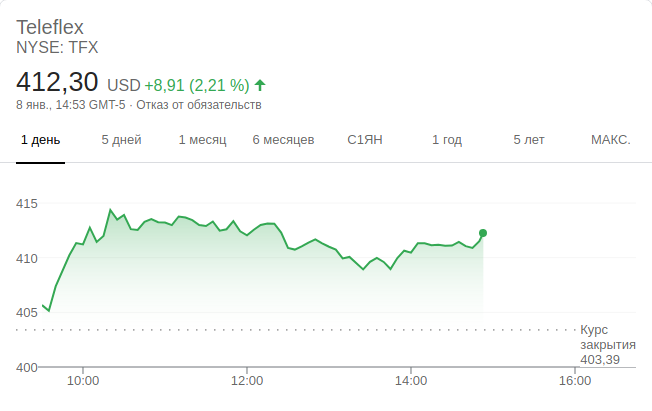 Teleflex
NYSE: TFX
412,30 USD +8,91 (2,21 %)
8 янв., 14:53 GMT-5 · Отказ от обязательств
1 день 5 дней 1 месяц 6 месяцев С1ЯН 1 год 5 лет МАКС.
415
410
405
Курс
закрытия
403,39
400
10:00 12:00 14:00 16:00